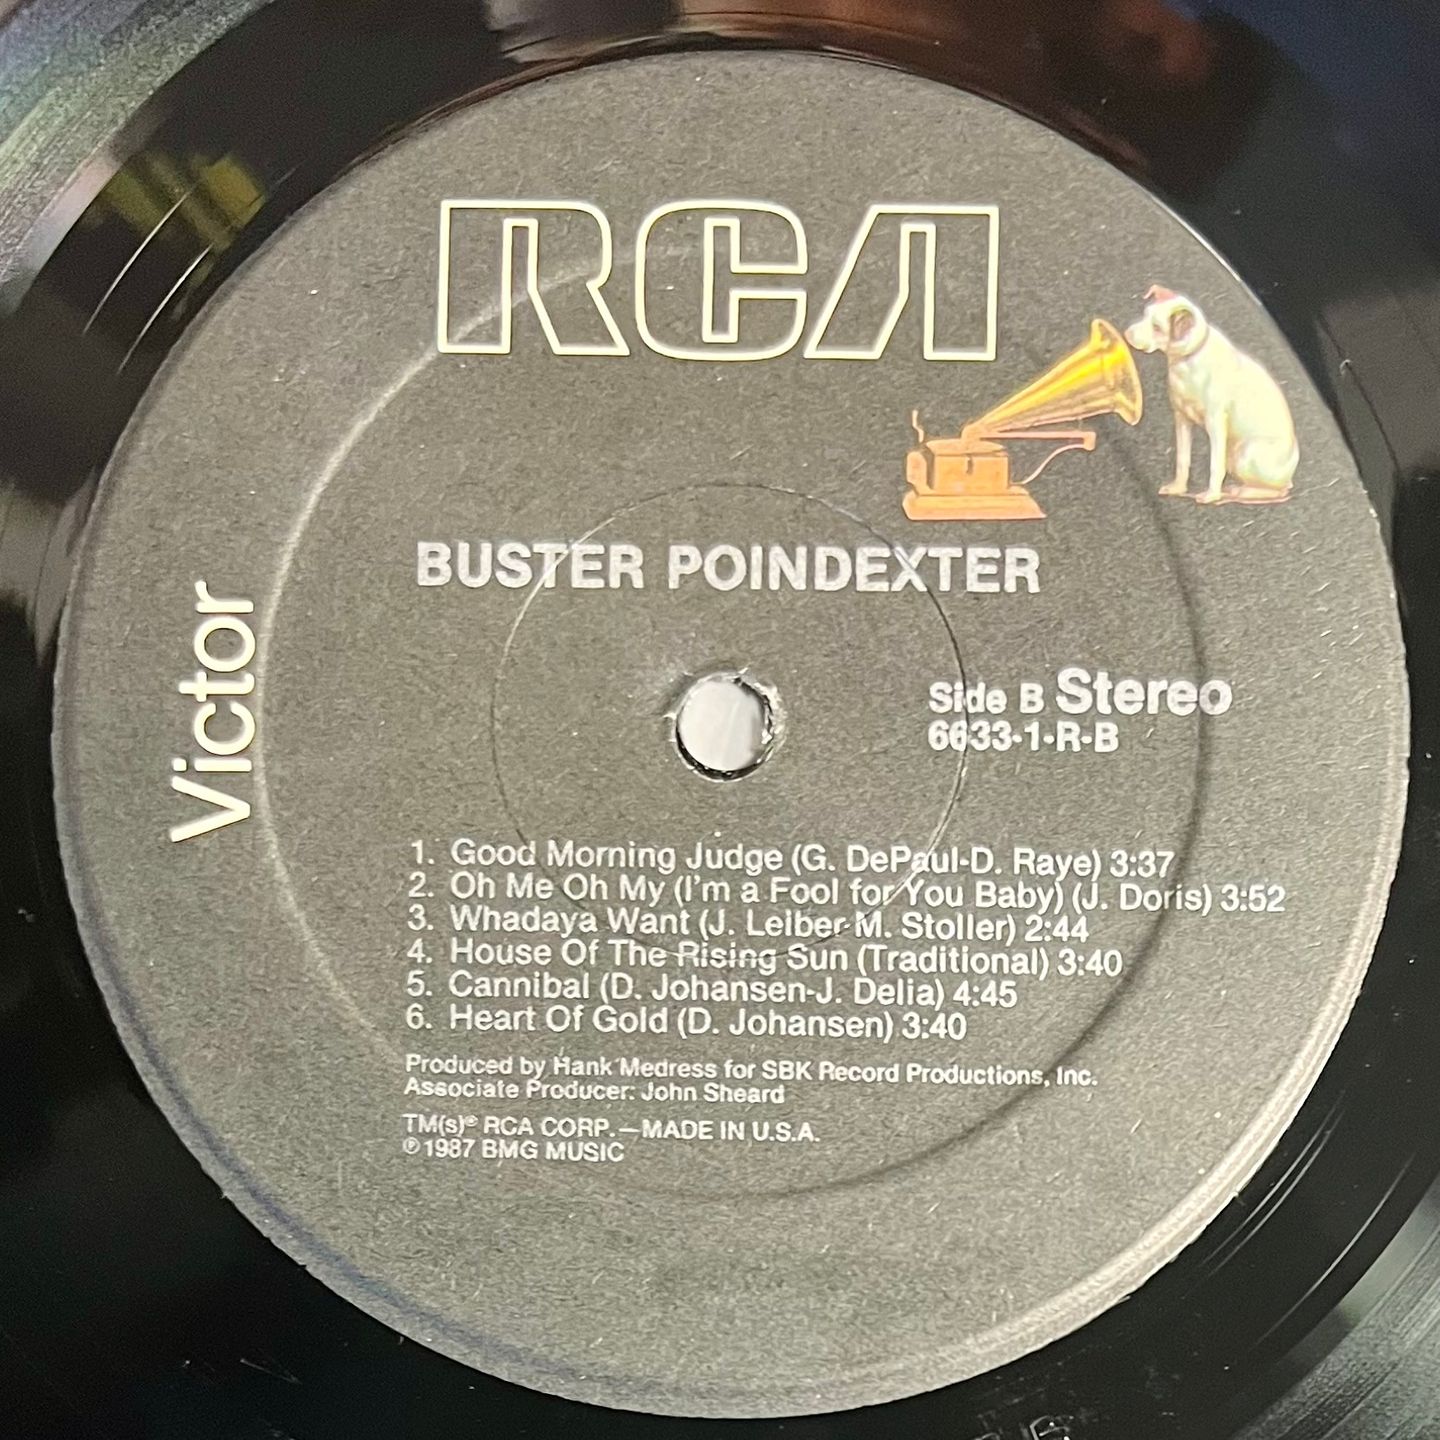 RCA
Victor
BUSTER POINDEXTER
Side B Stereo
6633-1-R-B
1. Good Morning Judge (G. DePaul-D. Raye) 3:37
2. Oh Me Oh My (I'm a Fool for You Baby) (J. Doris) 3:52
3. Whadaya Want (J. Leiber-M. Stoller) 2:44
4. House Of The Rising Sun (Traditional) 3:40
5. Cannibal (D. Johansen-J. Delia) 4:45
6. Heart Of Gold (D. Johansen) 3:40
Produced by Hank Medress for SBK Record Productions, Inc.
Associate Producer: John Sheard
TM(s)® RCA CORP.—MADE IN U.S.A.
℗ 1987 BMG MUSIC